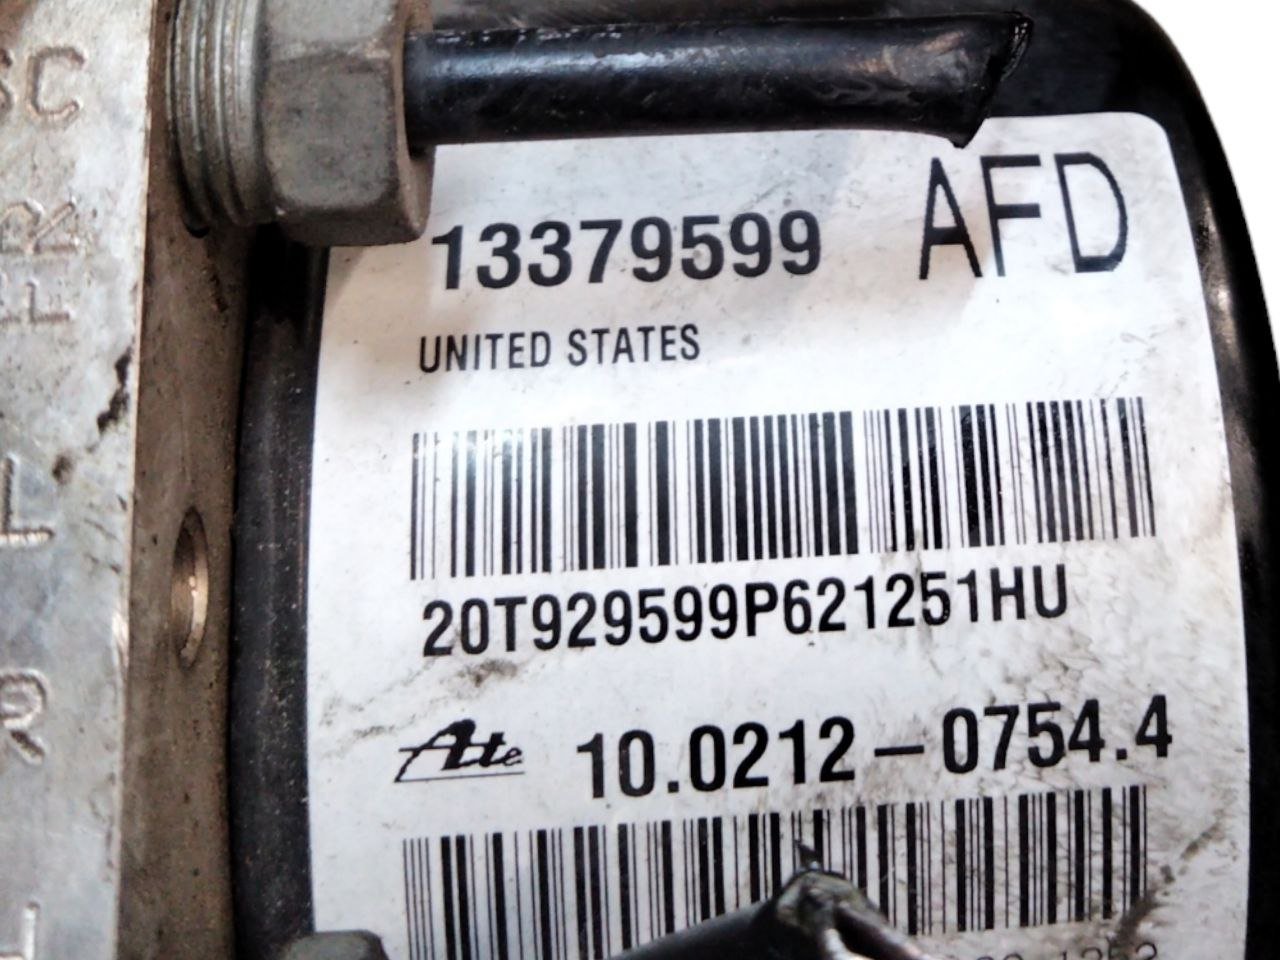 13379599 AFD
UNITED STATES
20T929599P621251HU
Ate 10.0212-0754.4